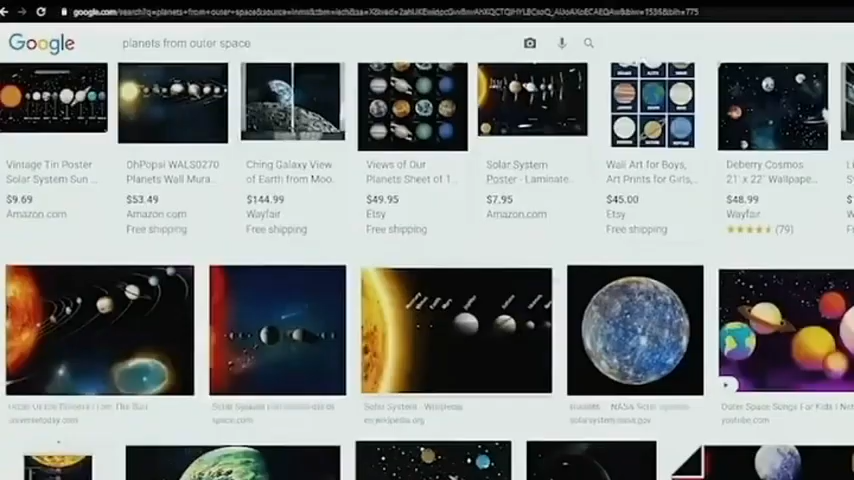 Google
planets from outer space
Vintage Tin Poster
Solar System Sun ...
$9.69
Amazon.com
OhPopsi WALS0270
Planets Wall Mura...
$53.49
Amazon.com
Free shipping
Ching Galaxy View
of Earth from Moo...
$144.99
Wayfair
Free shipping
Views of Our
Planets Sheet of 1...
$49.95
Etsy
Free shipping
Solar System
Poster - Laminate...
$7.95
Amazon.com
Wall Art for Boys,
Art Prints for Girls,...
$45.00
Etsy
Free shipping
Deberry Cosmos
21' x 22" Wallpape...
$48.99
Wayfair
(79)
universetoday.com
space.com
Solar System - Wikipedia
en.wikipedia.org
solarsystem.nasa.gov
Outer Space Songs For Kids |
youtube.com